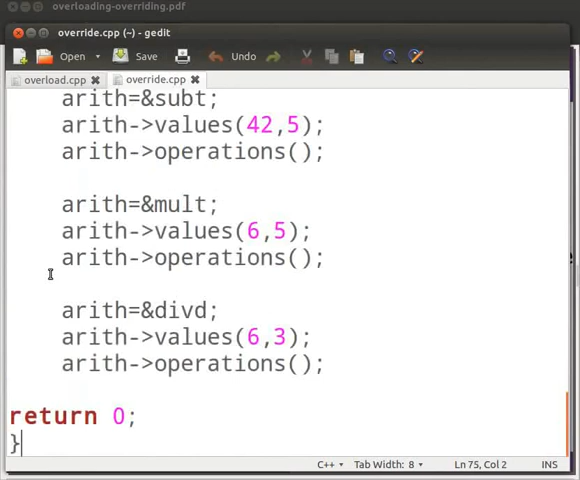 overloading-overriding.pdf
override.cpp (~) - gedit
Open Save Undo
overload.cpp override.cpp
arith=&subt;
arith->values(42,5);
arith->operations();
arith=&mult;
arith->values(6,5);
arith->operations();
arith=&divd;
arith->values(6,3);
arith->operations();
return 0;
}
C++ Tab Width: 8 Ln 75, Col 2 INS